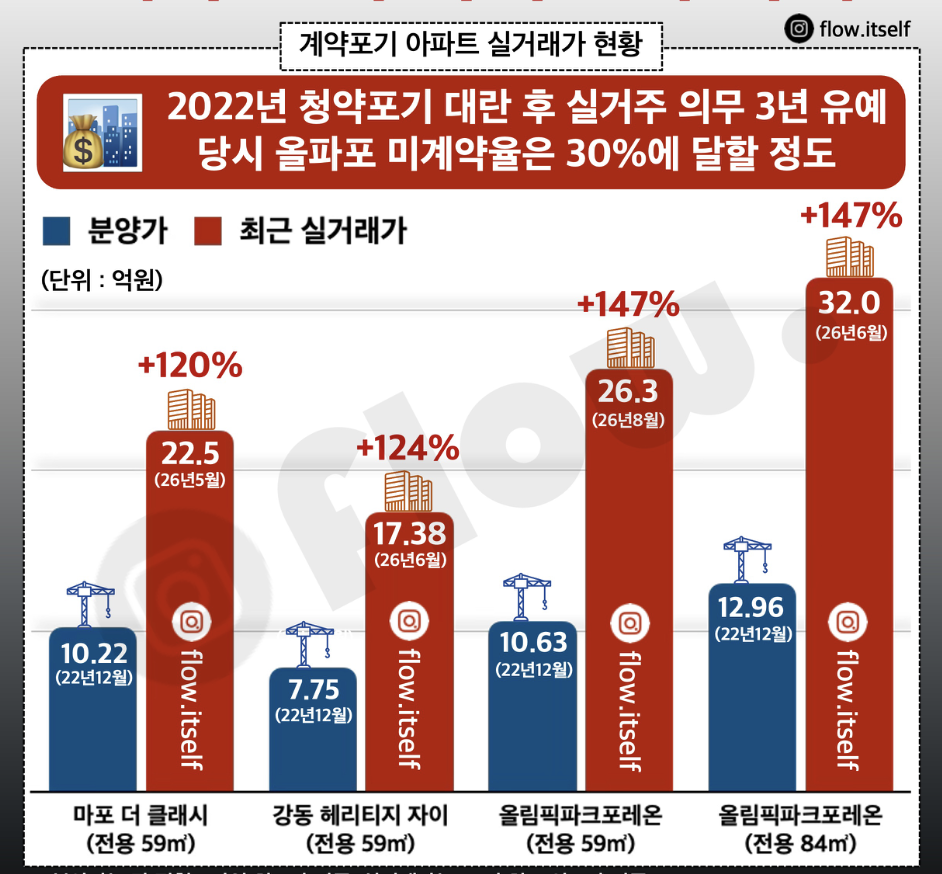 계약포기 아파트 실거래가 현황
flow.itself
2022년 청약포기 대란 후 실거주 의무 3년 유예
당시 올파포 미계약율은 30%에 달할 정도
분양가 최근 실거래가
(단위 : 억원)
+120%
22.5
(26년5월)
10.22
(22년12월)
flow.itself
마포 더 클래시
(전용 59㎡)
+124%
17.38
(26년6월)
7.75
(22년12월)
flow.itself
강동 헤리티지 자이
(전용 59㎡)
+147%
26.3
(26년8월)
10.63
(22년12월)
flow.itself
올림픽파크포레온
(전용 59㎡)
+147%
32.0
(26년6월)
12.96
(22년12월)
flow.itself
올림픽파크포레온
(전용 84㎡)
flow.